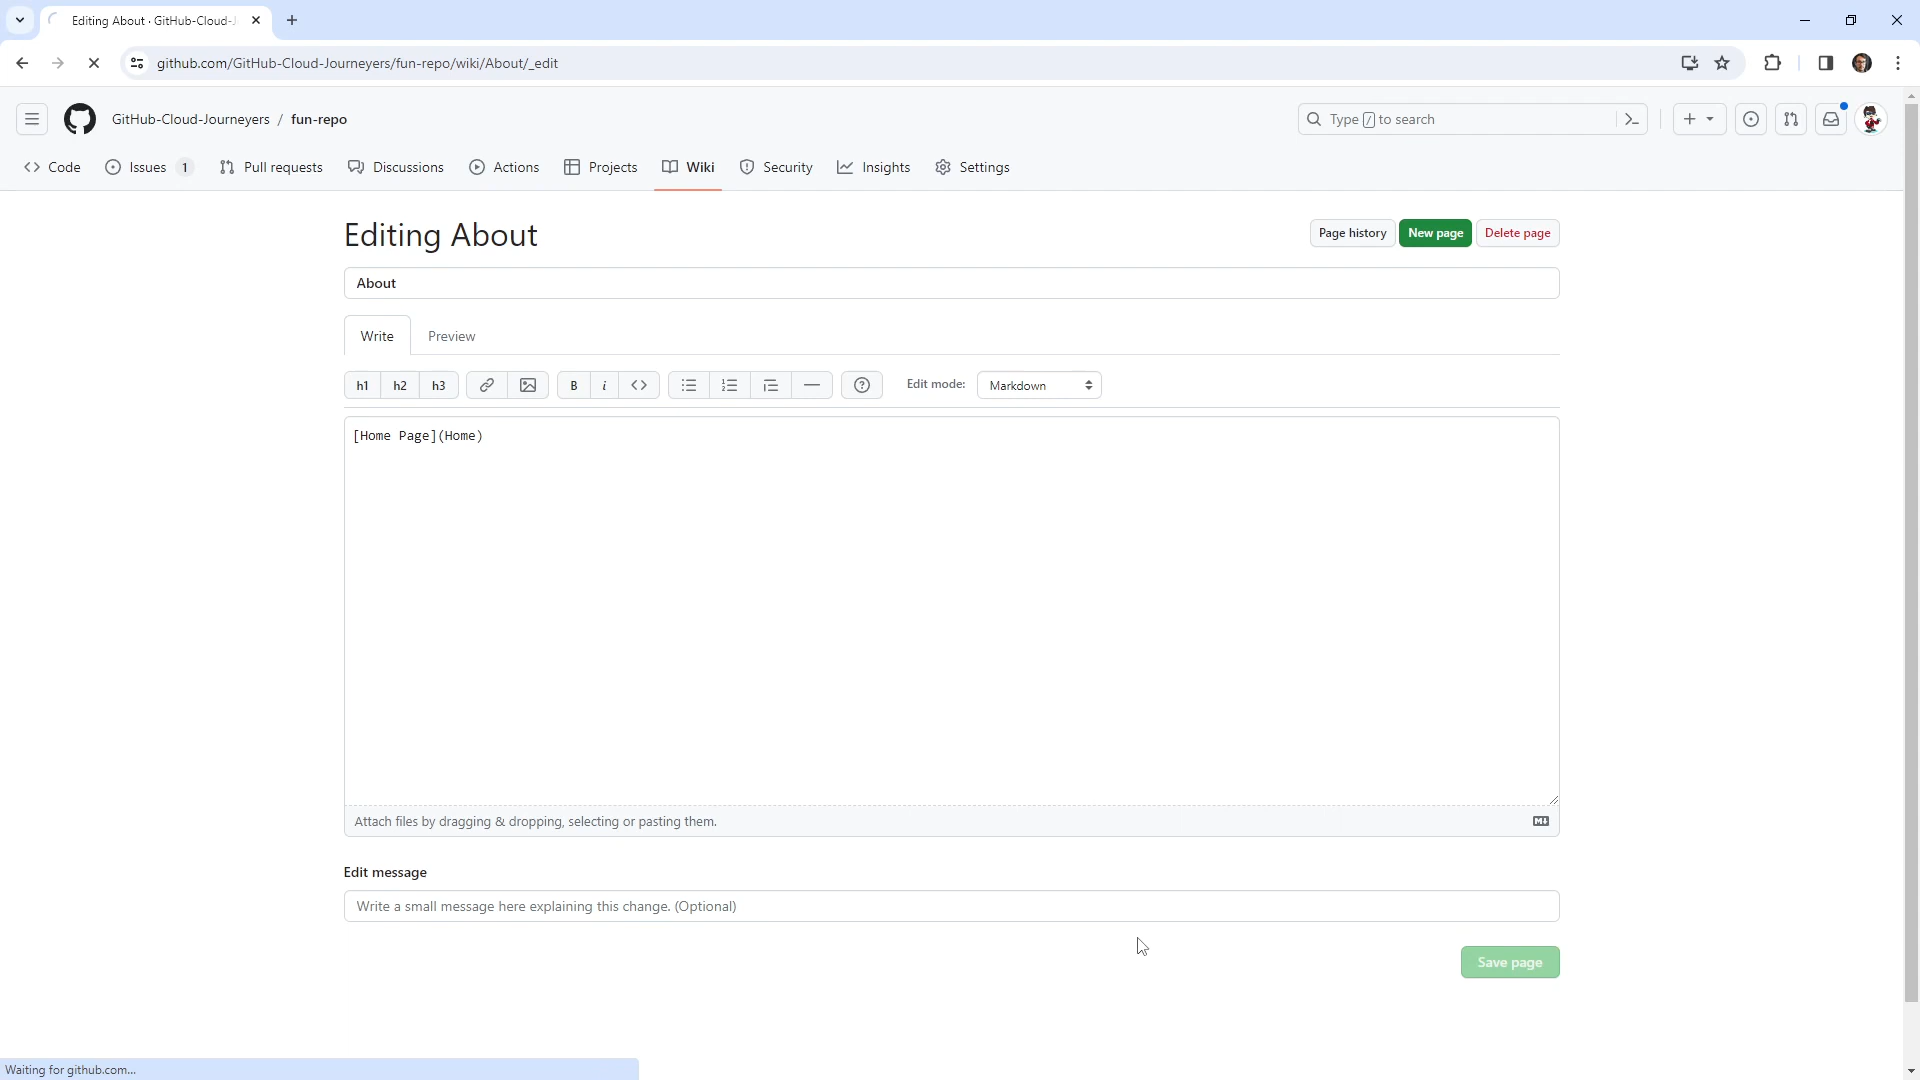 Editing About · GitHub-Cloud-J
github.com/GitHub-Cloud-Journeyers/fun-repo/wiki/About/_edit
GitHub-Cloud-Journeyers / fun-repo
Type / to search
Code
Issues 1
Pull requests
Discussions
Actions
Projects
Wiki
Security
Insights
Settings
Editing About
Page history
New page
Delete page
About
Write
Preview
h1 h2 h3
B i
Edit mode: Markdown
[Home Page](Home)
Attach files by dragging & dropping, selecting or pasting them.
Edit message
Write a small message here explaining this change. (Optional)
Save page
Waiting for github.com...